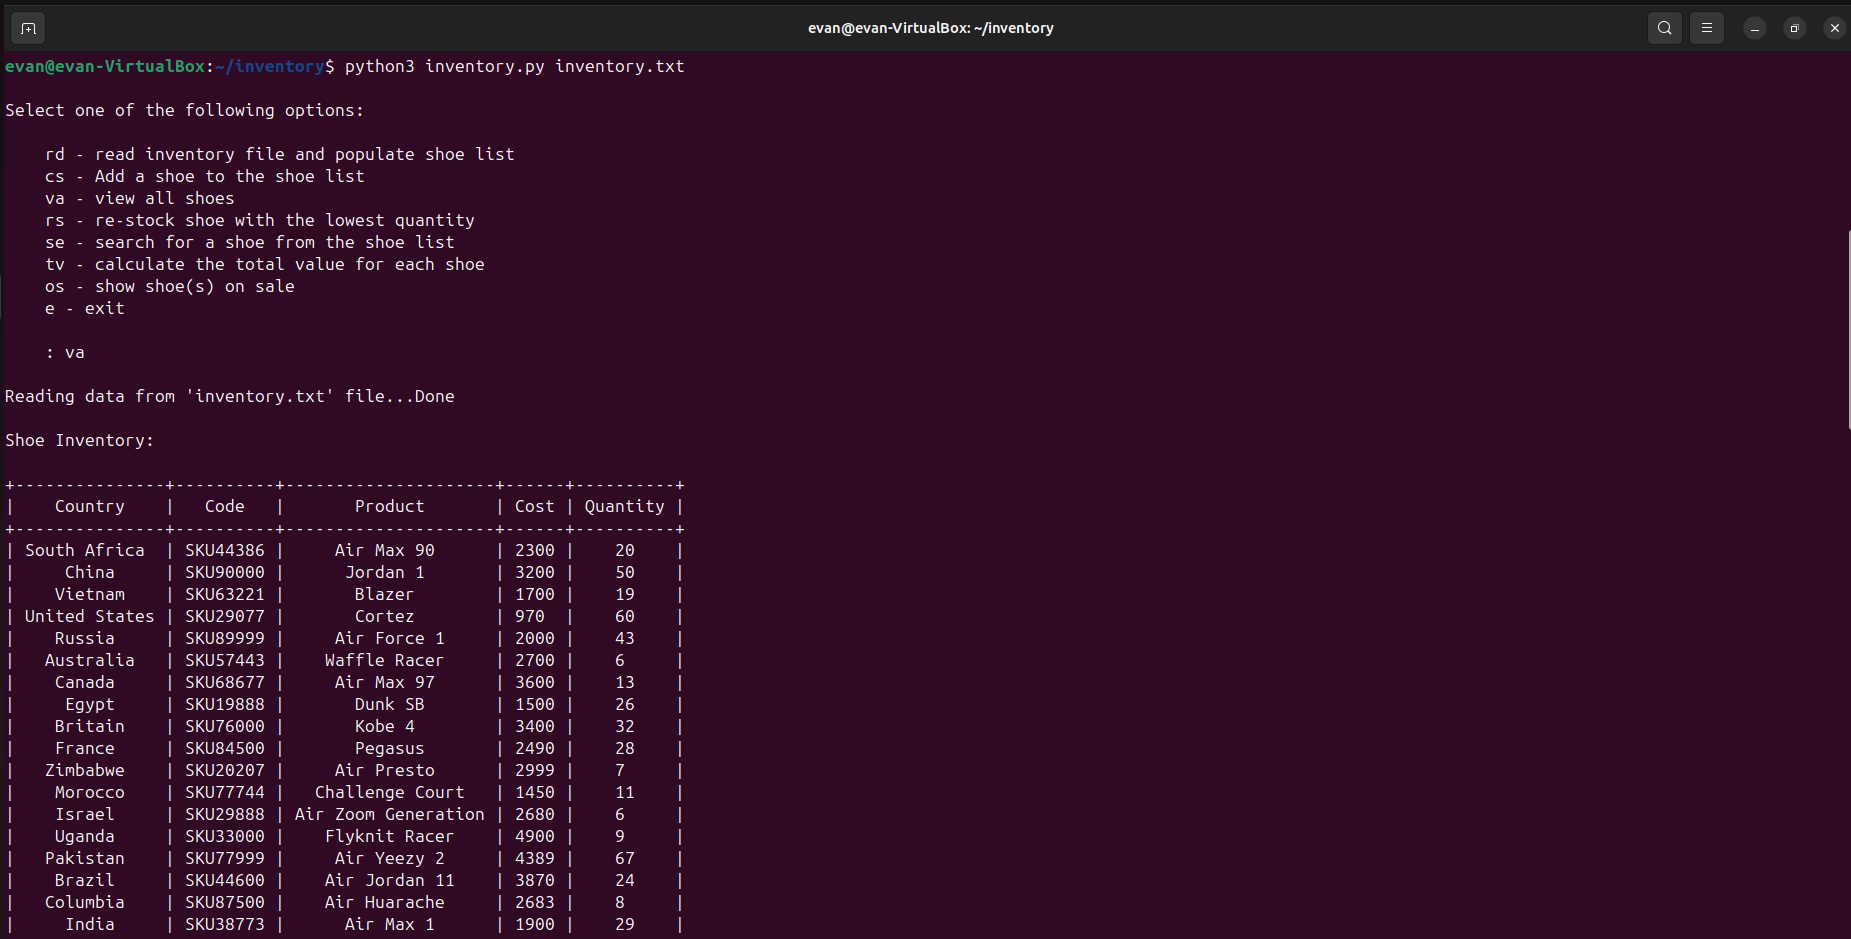 evan@evan-VirtualBox: ~/inventory
evan@evan-VirtualBox:~/inventory$ python3 inventory.py inventory.txt
Select one of the following options:
rd - read inventory file and populate shoe list
cs - Add a shoe to the shoe list
va - view all shoes
rs - re-stock shoe with the lowest quantity
se - search for a shoe from the shoe list
tv - calculate the total value for each shoe
os - show shoe(s) on sale
e - exit
: va
Reading data from 'inventory.txt' file...Done
Shoe Inventory:
+---------------+----------+---------------------+------+----------+
|    Country    |   Code   |       Product       | Cost | Quantity |
+---------------+----------+---------------------+------+----------+
| South Africa  | SKU44386 |     Air Max 90      | 2300 |    20    |
|     China     | SKU90000 |      Jordan 1       | 3200 |    50    |
|    Vietnam    | SKU63221 |       Blazer        | 1700 |    19    |
| United States | SKU29077 |       Cortez        | 970  |    60    |
|    Russia     | SKU89999 |     Air Force 1     | 2000 |    43    |
|   Australia   | SKU57443 |    Waffle Racer     | 2700 |    6     |
|    Canada     | SKU68677 |     Air Max 97      | 3600 |    13    |
|     Egypt     | SKU19888 |       Dunk SB       | 1500 |    26    |
|    Britain    | SKU76000 |       Kobe 4        | 3400 |    32    |
|    France     | SKU84500 |       Pegasus       | 2490 |    28    |
|   Zimbabwe    | SKU20207 |     Air Presto      | 2999 |    7     |
|    Morocco    | SKU77744 |   Challenge Court   | 1450 |    11    |
|    Israel     | SKU29888 | Air Zoom Generation | 2680 |    6     |
|    Uganda     | SKU33000 |    Flyknit Racer    | 4900 |    9     |
|   Pakistan    | SKU77999 |     Air Yeezy 2     | 4389 |    67    |
|    Brazil     | SKU44600 |    Air Jordan 11    | 3870 |    24    |
|   Columbia    | SKU87500 |    Air Huarache     | 2683 |    8     |
|     India     | SKU38773 |      Air Max 1      | 1900 |    29    |